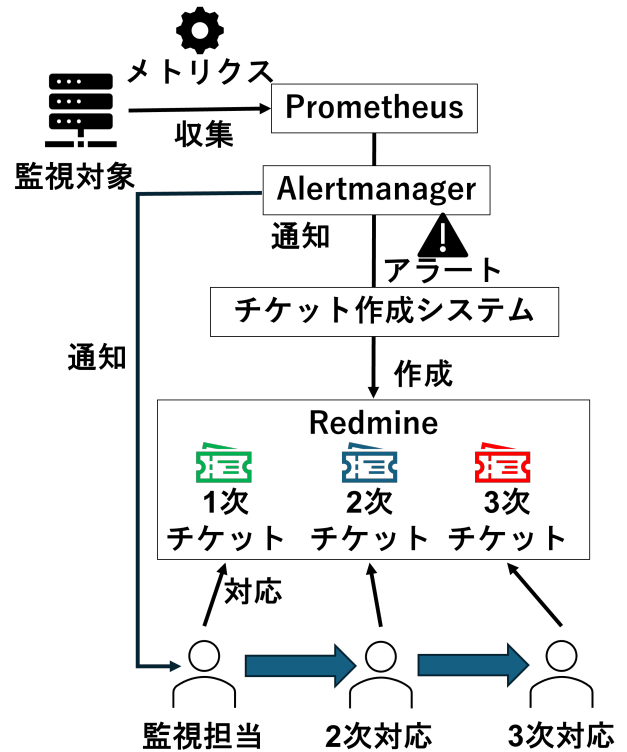 メトリクス
Prometheus
収集
監視対象
Alertmanager
通知
アラート
チケット作成システム
通知
作成
Redmine
1次
チケット
2次
チケット
3次
チケット
対応
監視担当
2次対応
3次対応